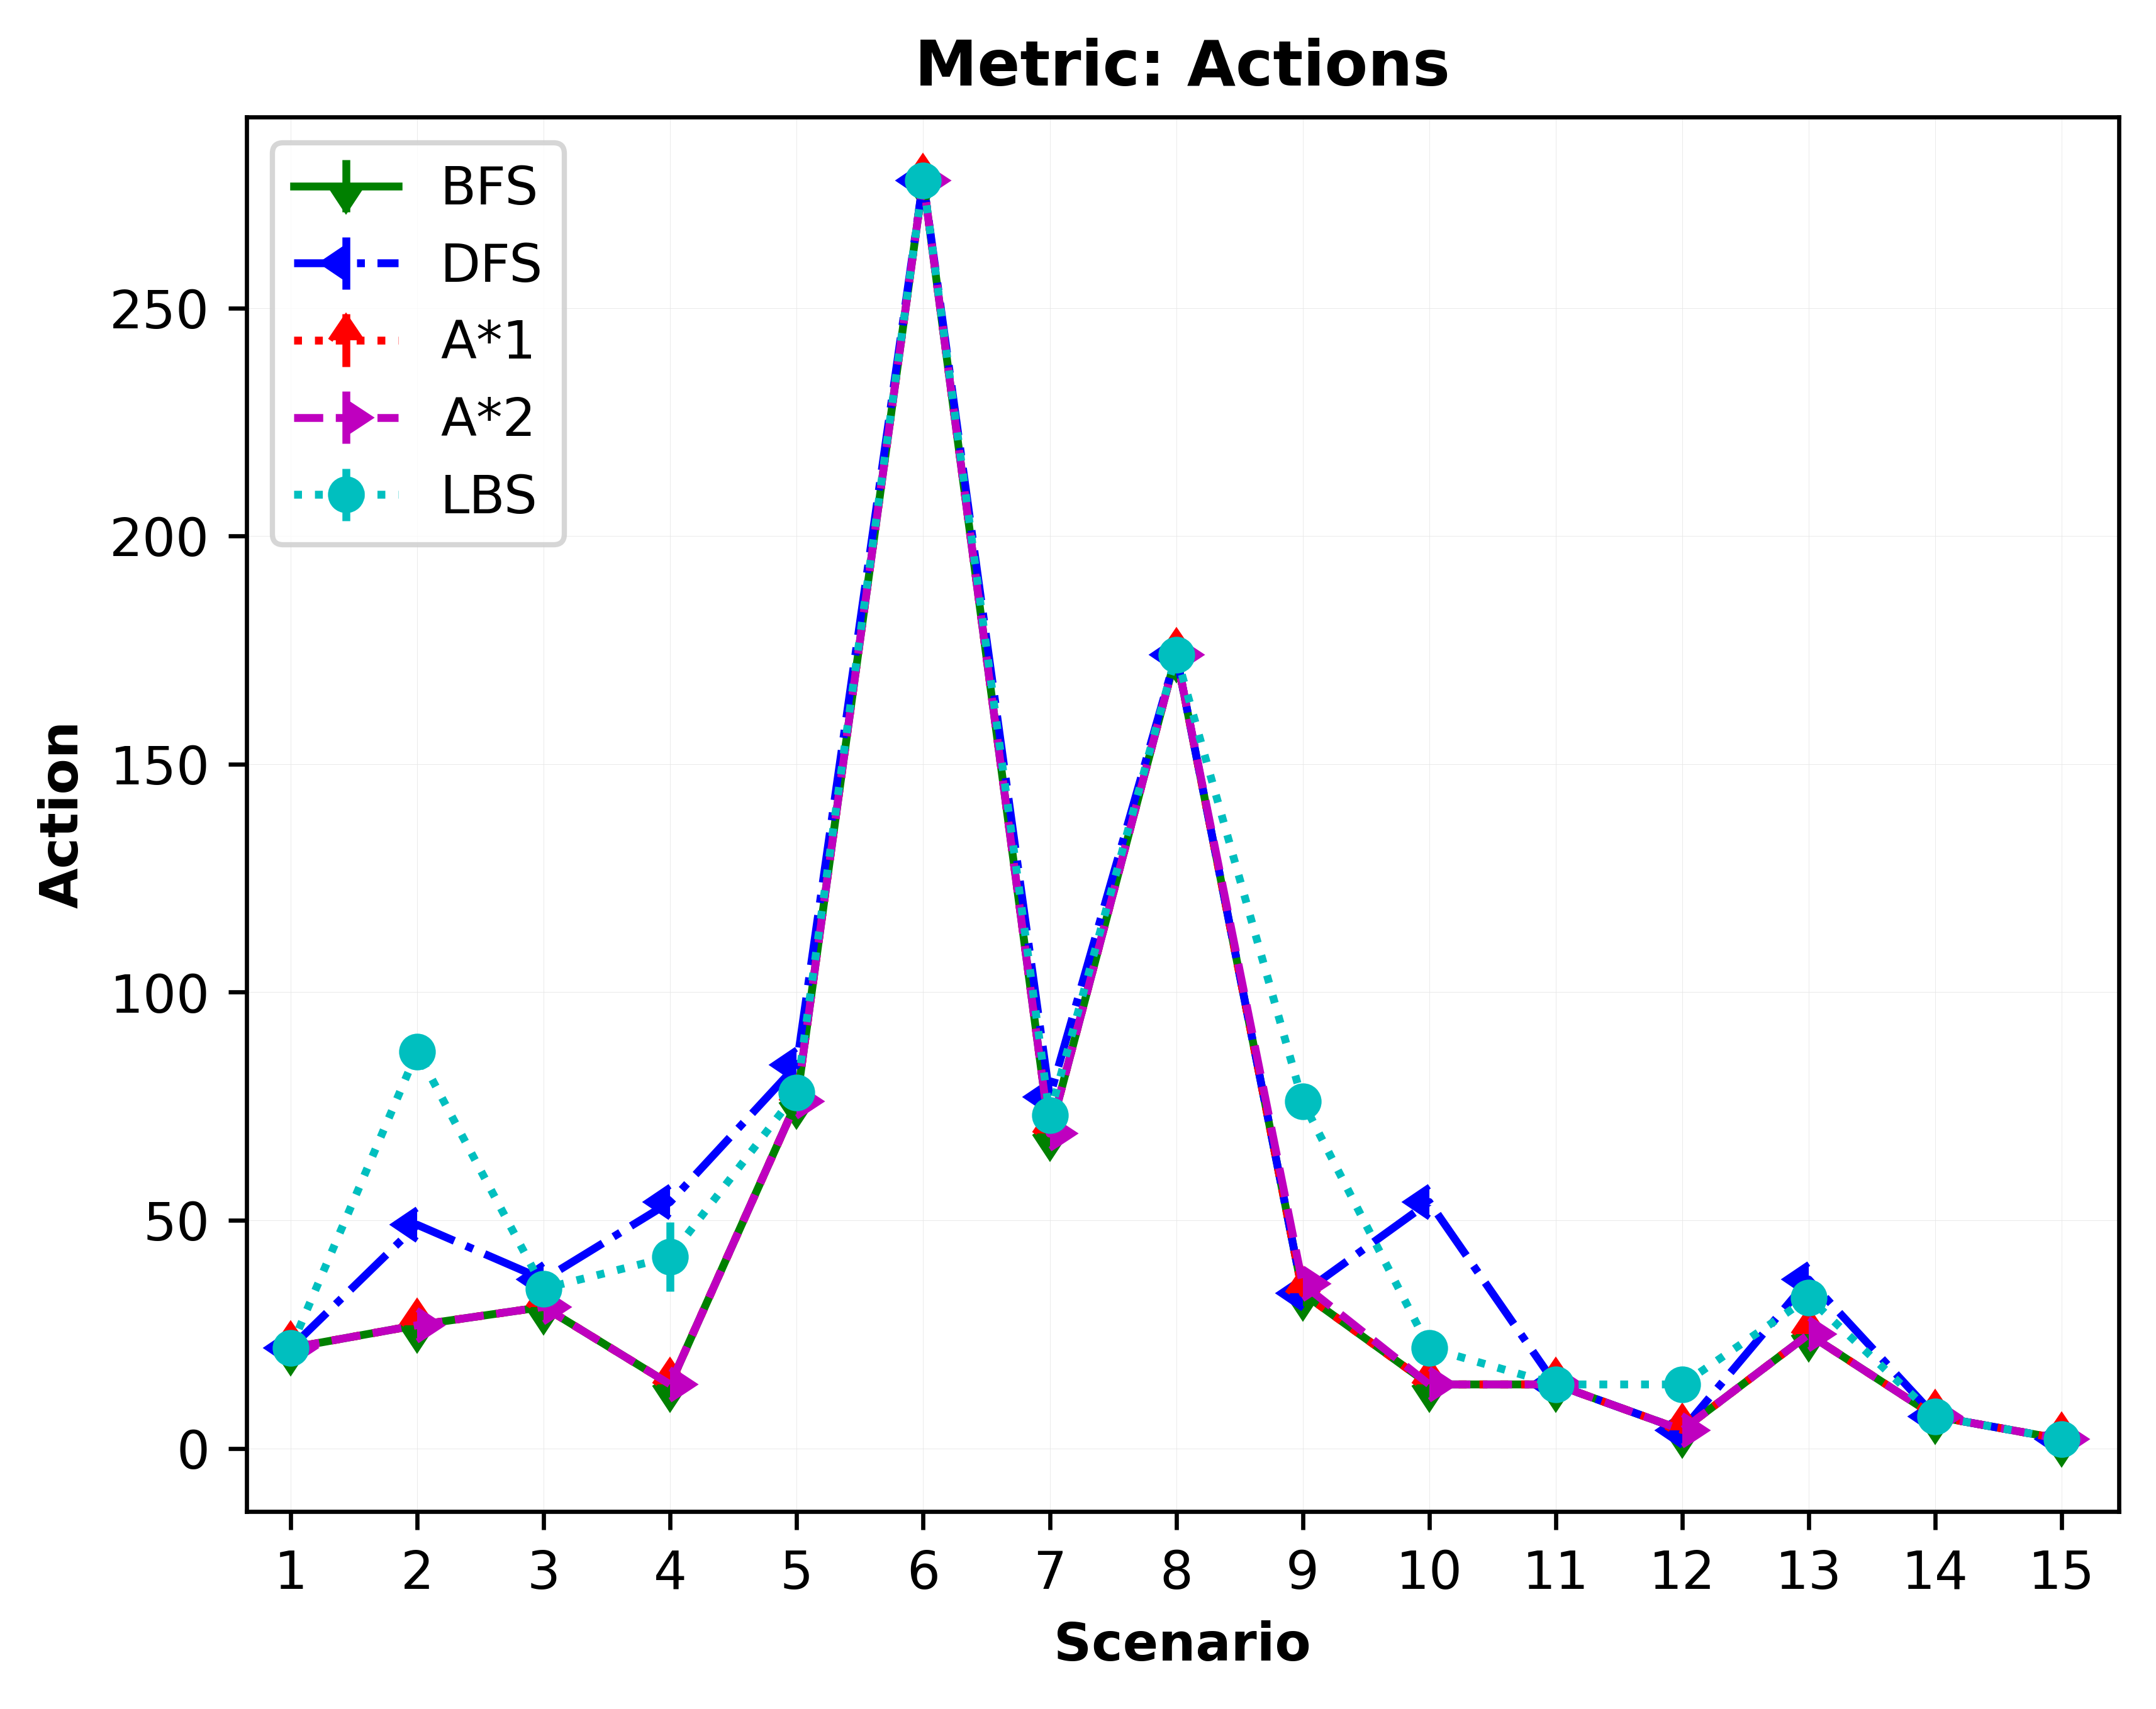 Metric: Actions
BFS
DFS
A*1
A*2
LBS
250
200
150
100
50
0
Action
1 2 3 4 5 6 7 8 9 10 11 12 13 14 15
Scenario